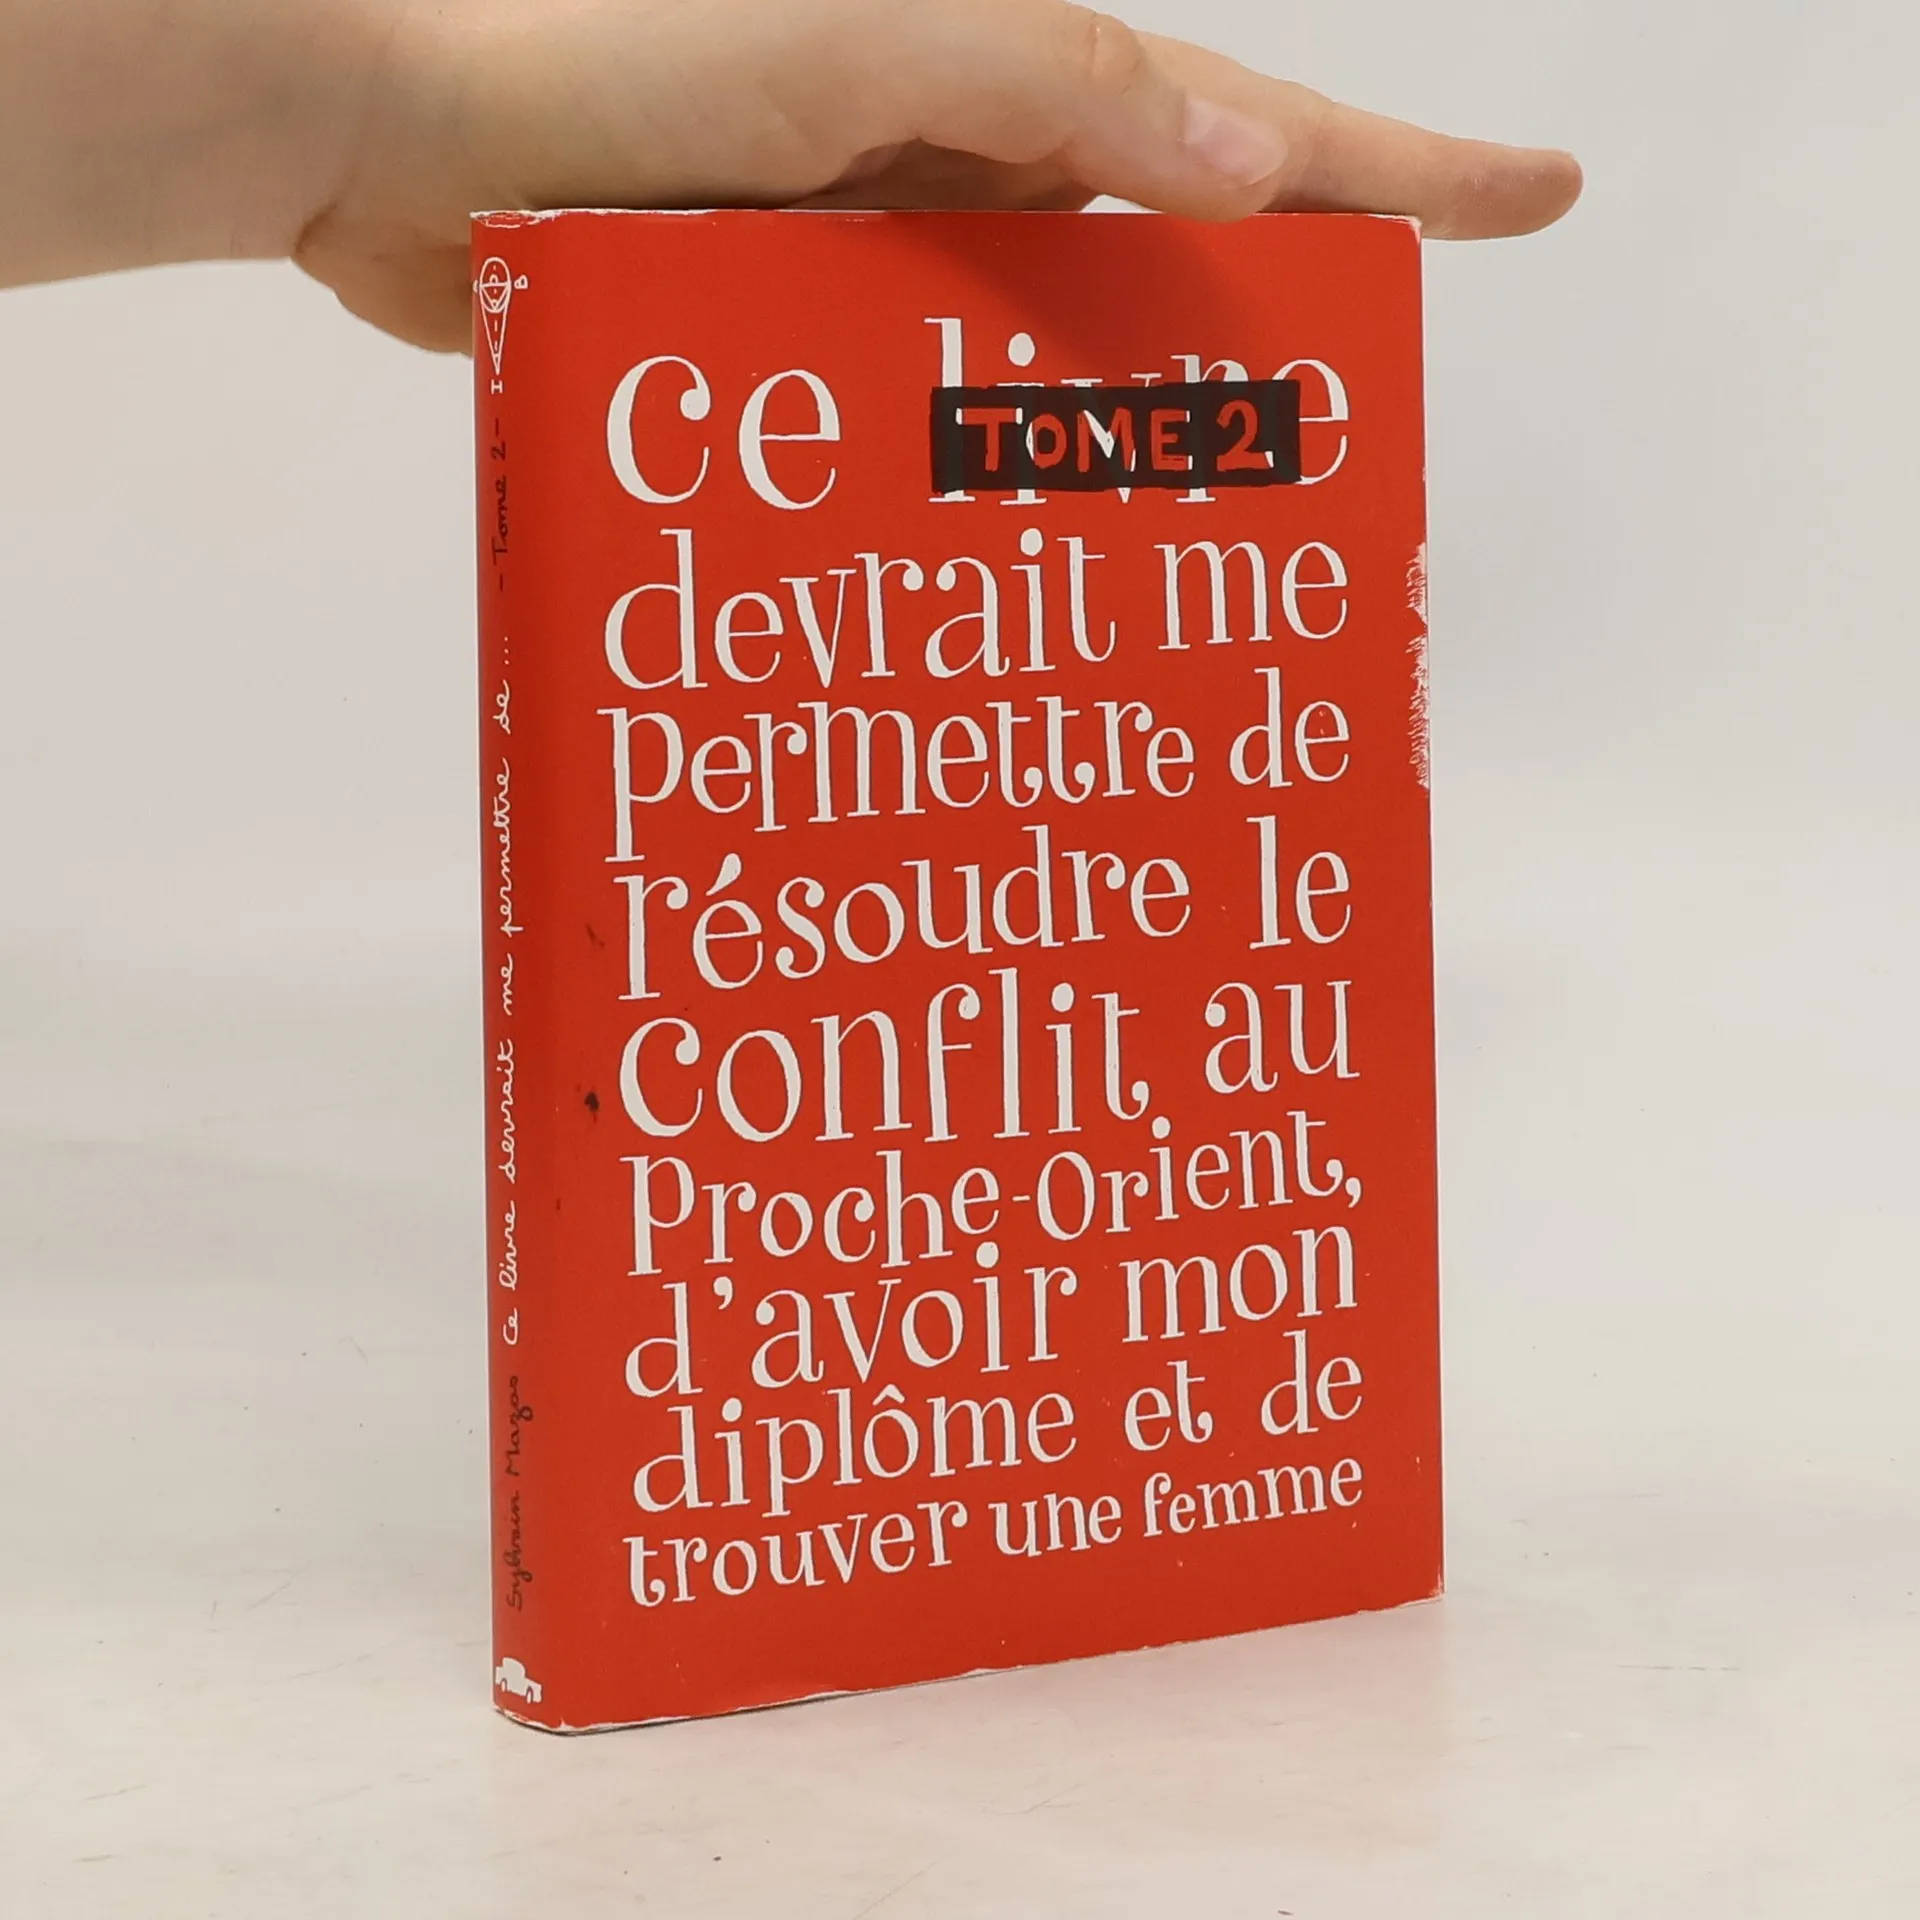 ce livre
TOME 2
devrait me
permettre de
résoudre le
conflit au
Proche-Orient,
d'avoir mon
diplôme et de
trouver une femme
Sylvain Mazas Ce livre devrait me permettre de ... - Tome 2 -
B
I